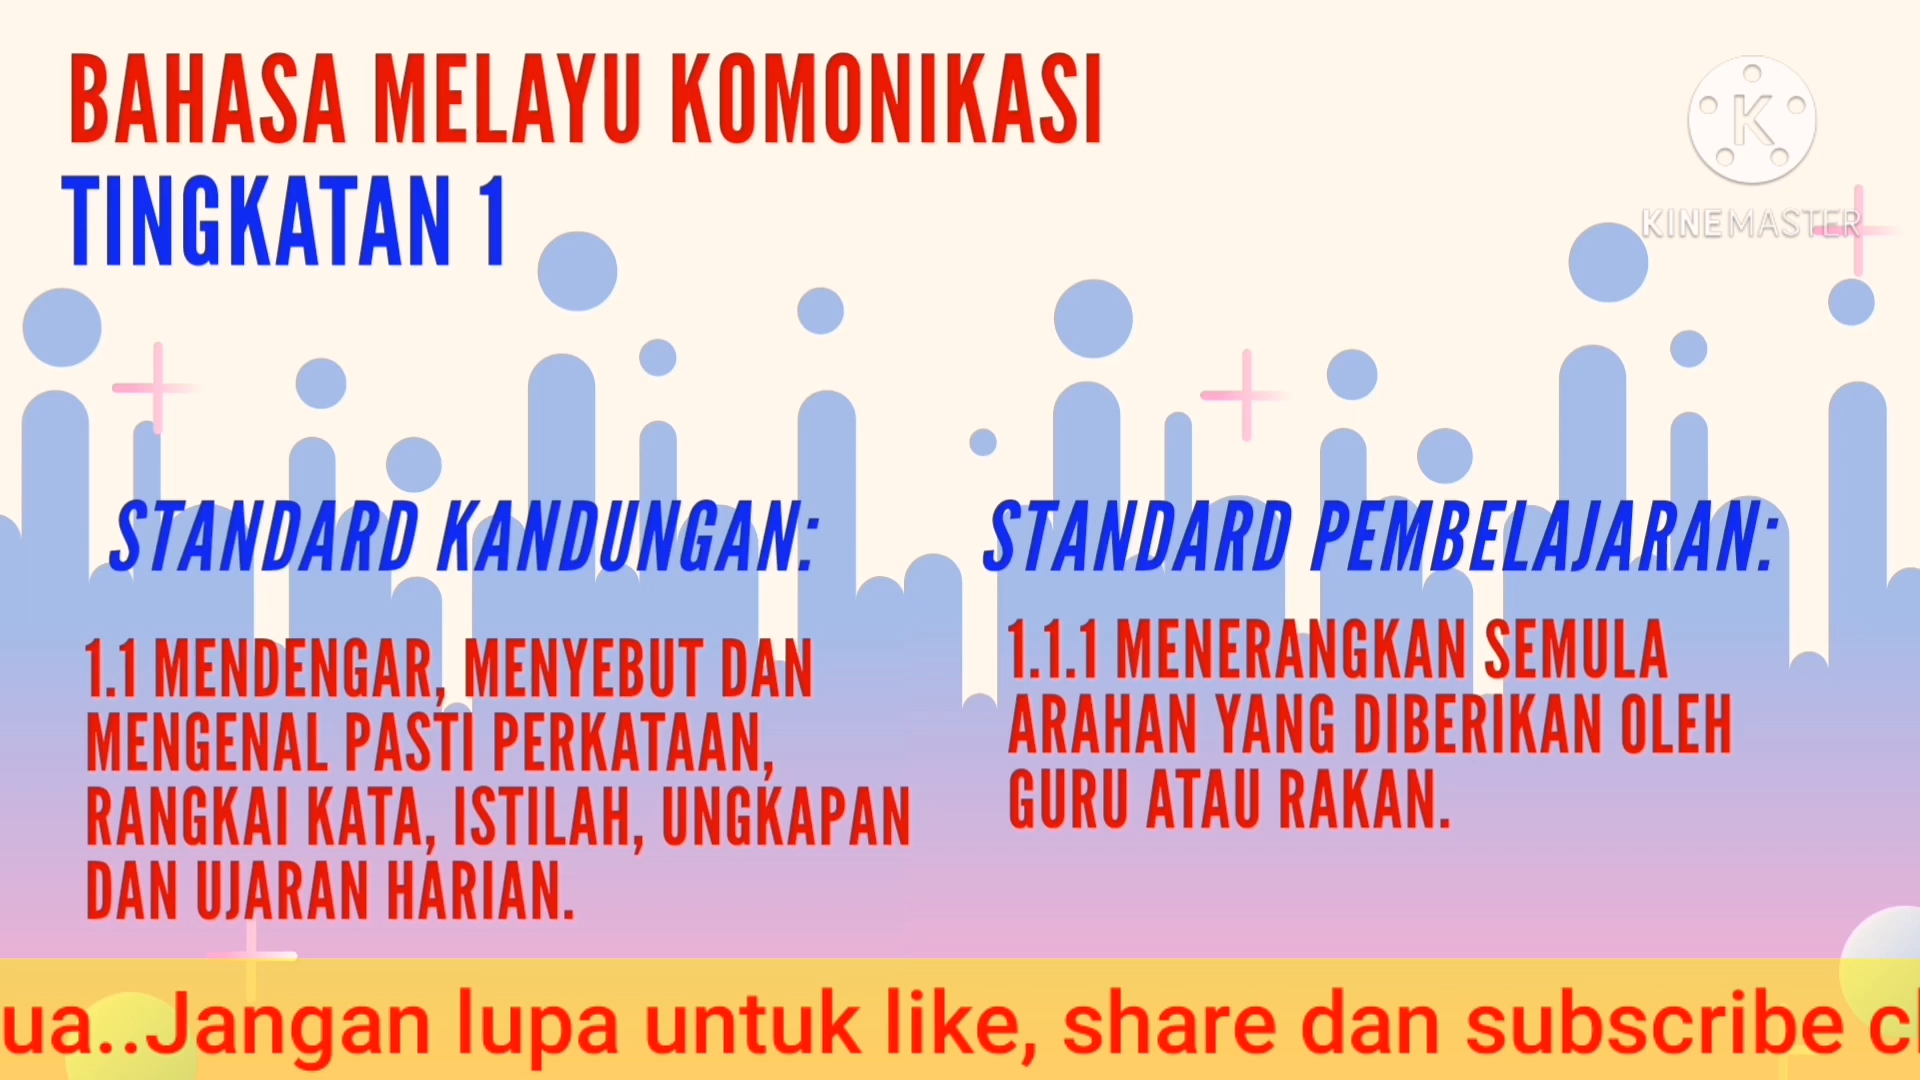 BAHASA MELAYU KOMONIKASI
TINGKATAN 1
KINEMASTER
STANDARD KANDUNGAN:
1.1 MENDENGAR, MENYEBUT DAN
MENGENAL PASTI PERKATAAN,
RANGKAI KATA, ISTILAH, UNGKAPAN
DAN UJARAN HARIAN.
STANDARD PEMBELAJARAN:
1.1.1 MENERANGKAN SEMULA
ARAHAN YANG DIBERIKAN OLEH
GURU ATAU RAKAN.
ua..Jangan lupa untuk like, share dan subscribe